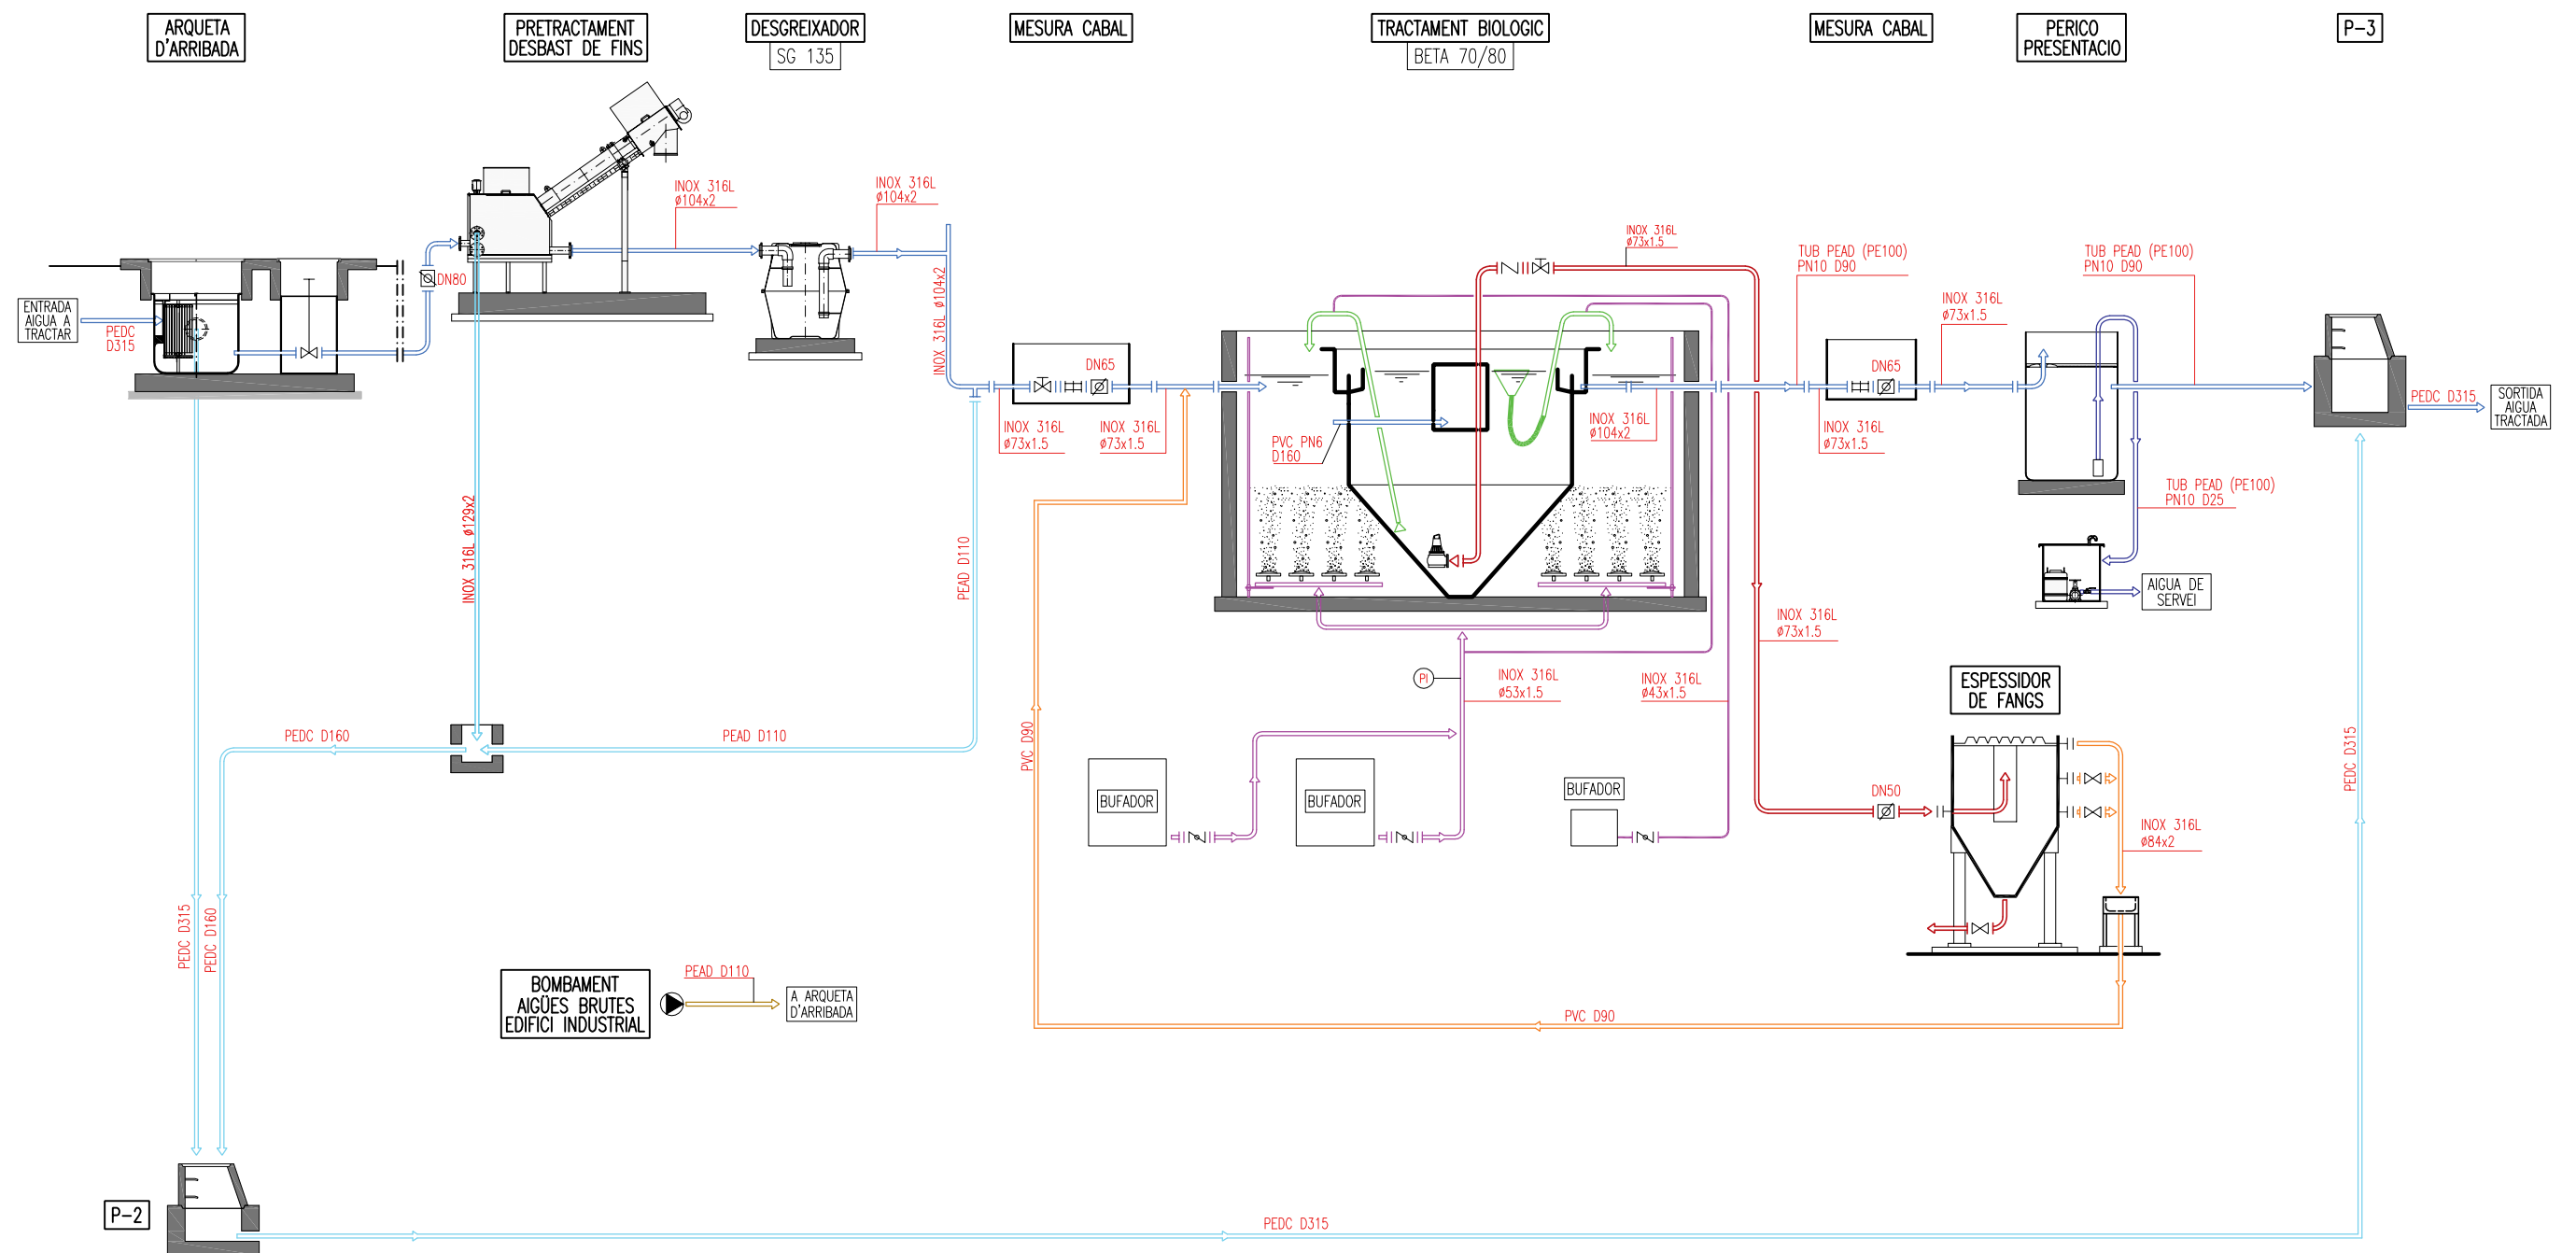 ARQUETA
D'ARRIBADA
PRETRACTAMENT
DESBAST DE FINS
DESGREIXADOR
SG 135
MESURA CABAL
TRACTAMENT BIOLOGIC
BETA 70/80
MESURA CABAL
PERICO
PRESENTACIO
P-3
INOX 316L
ø104x2
INOX 316L
ø104x2
INOX 316L
ø73x1.5
TUB PEAD (PE100)
PN10 D90
TUB PEAD (PE100)
PN10 D90
DN80
INOX 316L ø104x2
ENTRADA
AIGUA A
TRACTAR
PEDC
D315
INOX 316L
ø73x1.5
DN65
DN65
INOX 316L
ø73x1.5
INOX 316L
ø73x1.5
PVC PN6
D160
INOX 316L
ø104x2
INOX 316L
ø73x1.5
PEDC D315
SORTIDA
AIGUA
TRACTADA
TUB PEAD (PE100)
PN10 D25
INOX 316L ø129x2
PEAD D110
AIGUA DE
SERVEI
INOX 316L
ø73x1.5
PI
INOX 316L
ø53x1.5
INOX 316L
ø43x1.5
ESPESSIDOR
DE FANGS
PEDC D160
PEAD D110
PVC D90
PEDC D315
BUFADOR
BUFADOR
BUFADOR
DN50
INOX 316L
ø84x2
PEDC D315
PEDC D160
BOMBAMENT
AIGÜES BRUTES
EDIFICI INDUSTRIAL
PEAD D110
A ARQUETA
D'ARRIBADA
PVC D90
P-2
PEDC D315